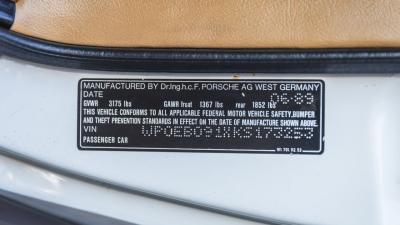 MANUFACTURED BY Dr.Ing.h.c.F. PORSCHE AG WEST GERMANY
DATE 06-89
GVWR 3175 lbs GAWR front 1367 lbs rear 1852 lbs
THIS VEHICLE CONFORMS TO ALL APPLICABLE FEDERAL MOTOR VEHICLE SAFETY, BUMPER
AND THEFT PREVENTION STANDARDS IN EFFECT ON THE DATE OF MANUFACTURE SHOWN ABOVE.
VIN WP0EB091XKS173253
PASSENGER CAR